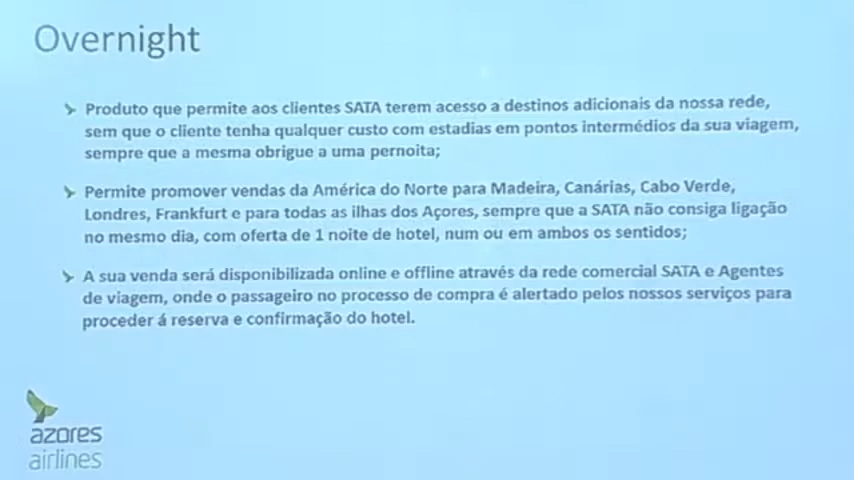 Overnight
Produto que permite aos clientes SATA terem acesso a destinos adicionais da nossa rede,
sem que o cliente tenha qualquer custo com estadias em pontos intermédios da sua viagem,
sempre que a mesma obrigue a uma pernoita;
Permite promover vendas da América do Norte para Madeira, Canárias, Cabo Verde,
Londres, Frankfurt e para todas as ilhas dos Açores, sempre que a SATA não consiga ligação
no mesmo dia, com oferta de 1 noite de hotel, num ou em ambos os sentidos;
A sua venda será disponibilizada online e offline através da rede comercial SATA e Agentes
de viagem, onde o passageiro no processo de compra é alertado pelos nossos serviços para
proceder á reserva e confirmação do hotel.
azores
airlines